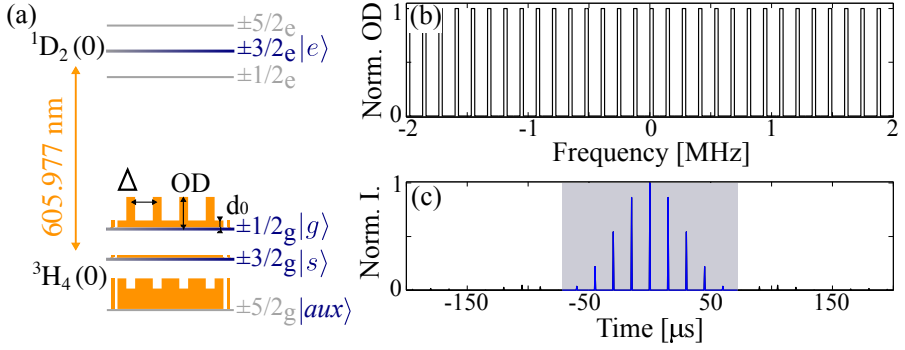 (a)
±5/2e
¹D₂(0)
±3/2e|e⟩
±1/2e
605.977 nm
Δ
OD
d₀
±1/2g|g⟩
±3/2g|s⟩
³H₄(0)
±5/2g|aux⟩
(b)
Norm. OD
1
0
-2
-1
0
1
2
Frequency [MHz]
(c)
Norm. I.
1
0
-150
-50
50
150
Time [μs]